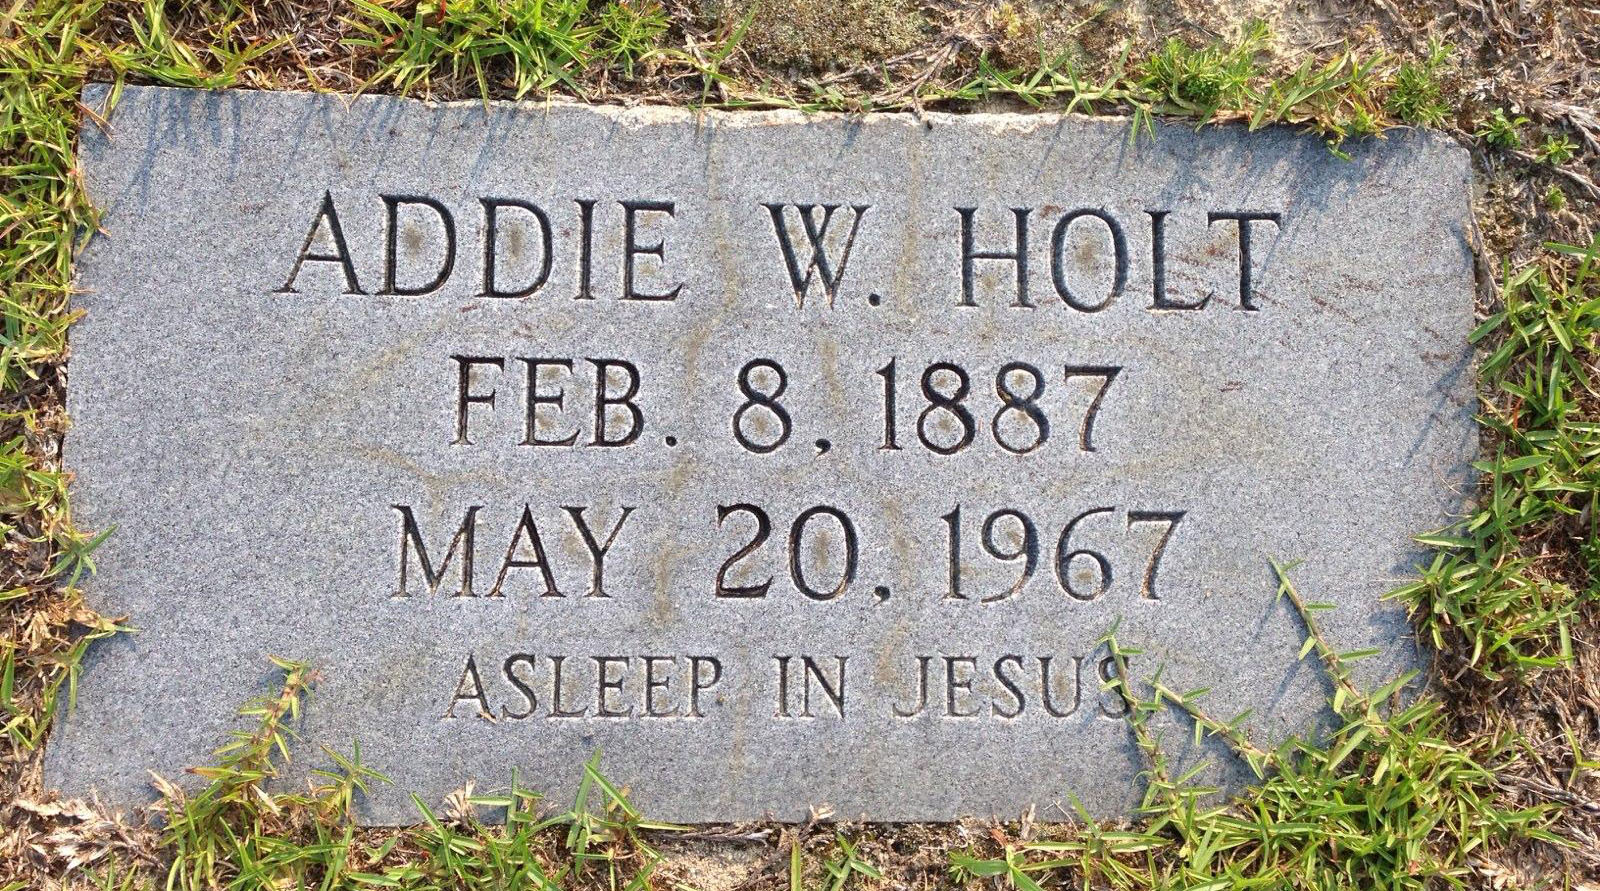 ADDIE W. HOLT
FEB. 8, 1887
MAY 20, 1967
ASLEEP IN JESUS.